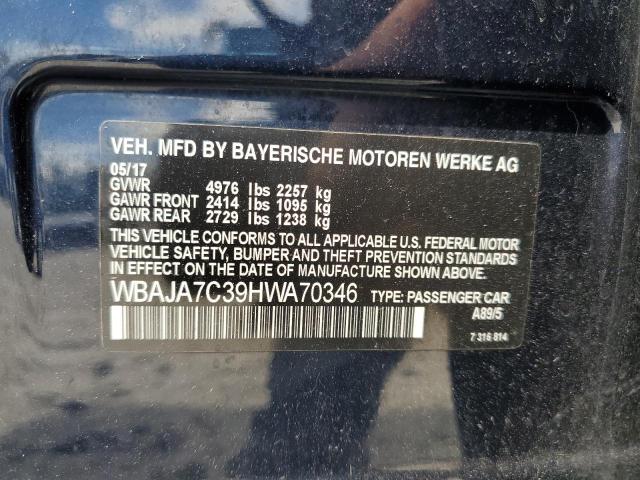 VEH. MFD BY BAYERISCHE MOTOREN WERKE AG
05/17
GVWR 4976 lbs 2257 kg
GAWR FRONT 2414 lbs 1095 kg
GAWR REAR 2729 lbs 1238 kg
THIS VEHICLE CONFORMS TO ALL APPLICABLE U.S. FEDERAL MOTOR
VEHICLE SAFETY, BUMPER AND THEFT PREVENTION STANDARDS
IN EFFECT ON THE DATE OF MANUFACTURE SHOWN ABOVE
WBAJA7C39HWA70346 TYPE: PASSENGER CAR
A89/5
7 316 814